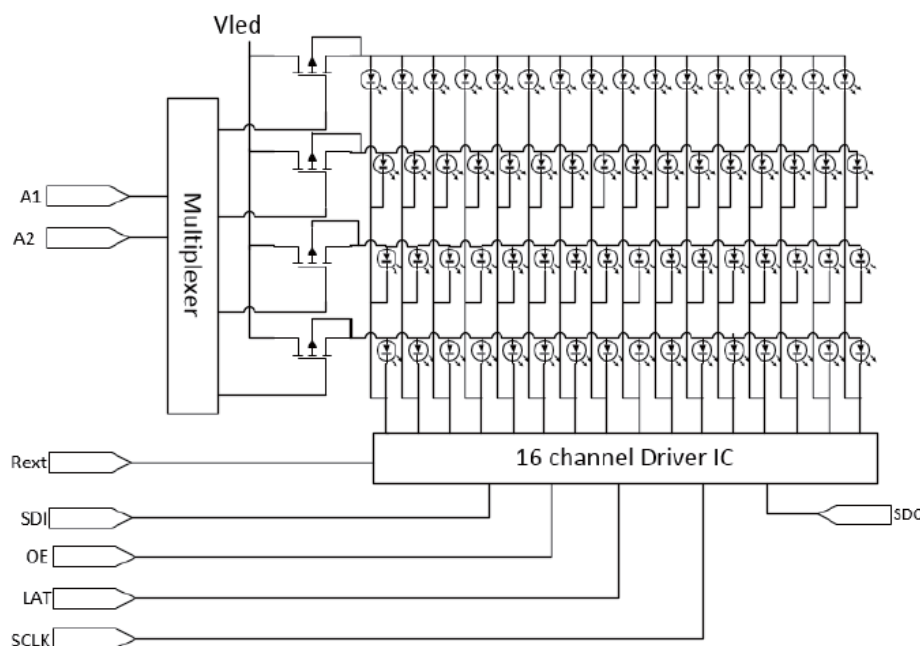 Vled
A1
A2
Multiplexer
Rext
16 channel Driver IC
SDI
SDO
OE
LAT
SCLK